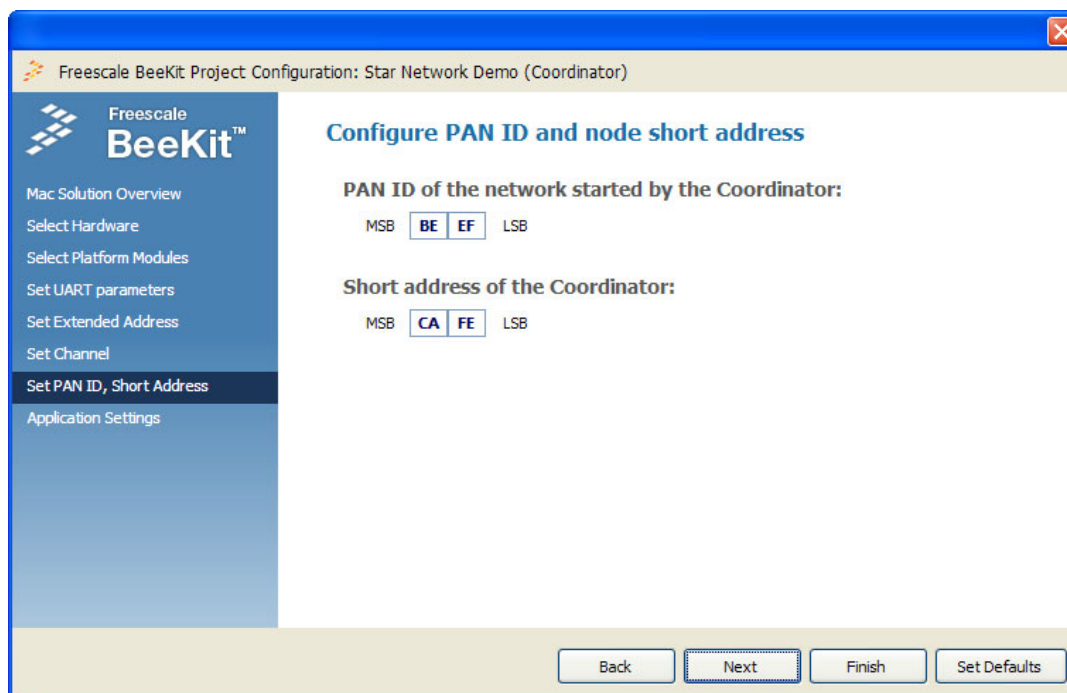 Freescale BeeKit Project Configuration: Star Network Demo (Coordinator)
Freescale
BeeKit™
Mac Solution Overview
Select Hardware
Select Platform Modules
Set UART parameters
Set Extended Address
Set Channel
Set PAN ID, Short Address
Application Settings
Configure PAN ID and node short address
PAN ID of the network started by the Coordinator:
MSB BE EF LSB
Short address of the Coordinator:
MSB CA FE LSB
Back Next Finish Set Defaults